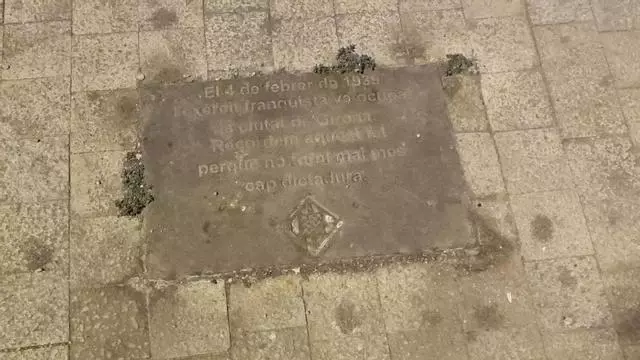 El 4 de febrer de 1939
l'exèrcit franquista va ocupar
la ciutat de Girona.
Recordem aquest fet
perquè no torni mai més
cap dictadura.